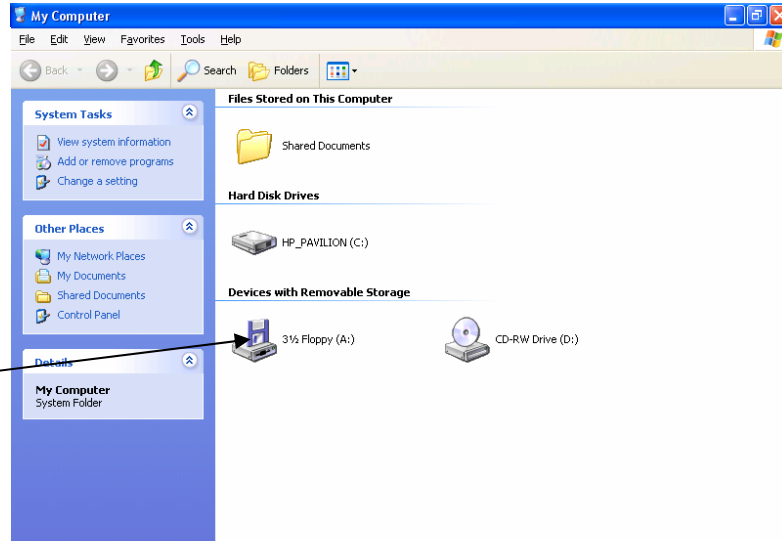 My Computer
File Edit View Favorites Tools Help
Back Search Folders
System Tasks
View system information
Add or remove programs
Change a setting
Other Places
My Network Places
My Documents
Shared Documents
Control Panel
Details
My Computer
System Folder
Files Stored on This Computer
Shared Documents
Hard Disk Drives
HP_PAVILION (C:)
Devices with Removable Storage
3½ Floppy (A:)
CD-RW Drive (D:)